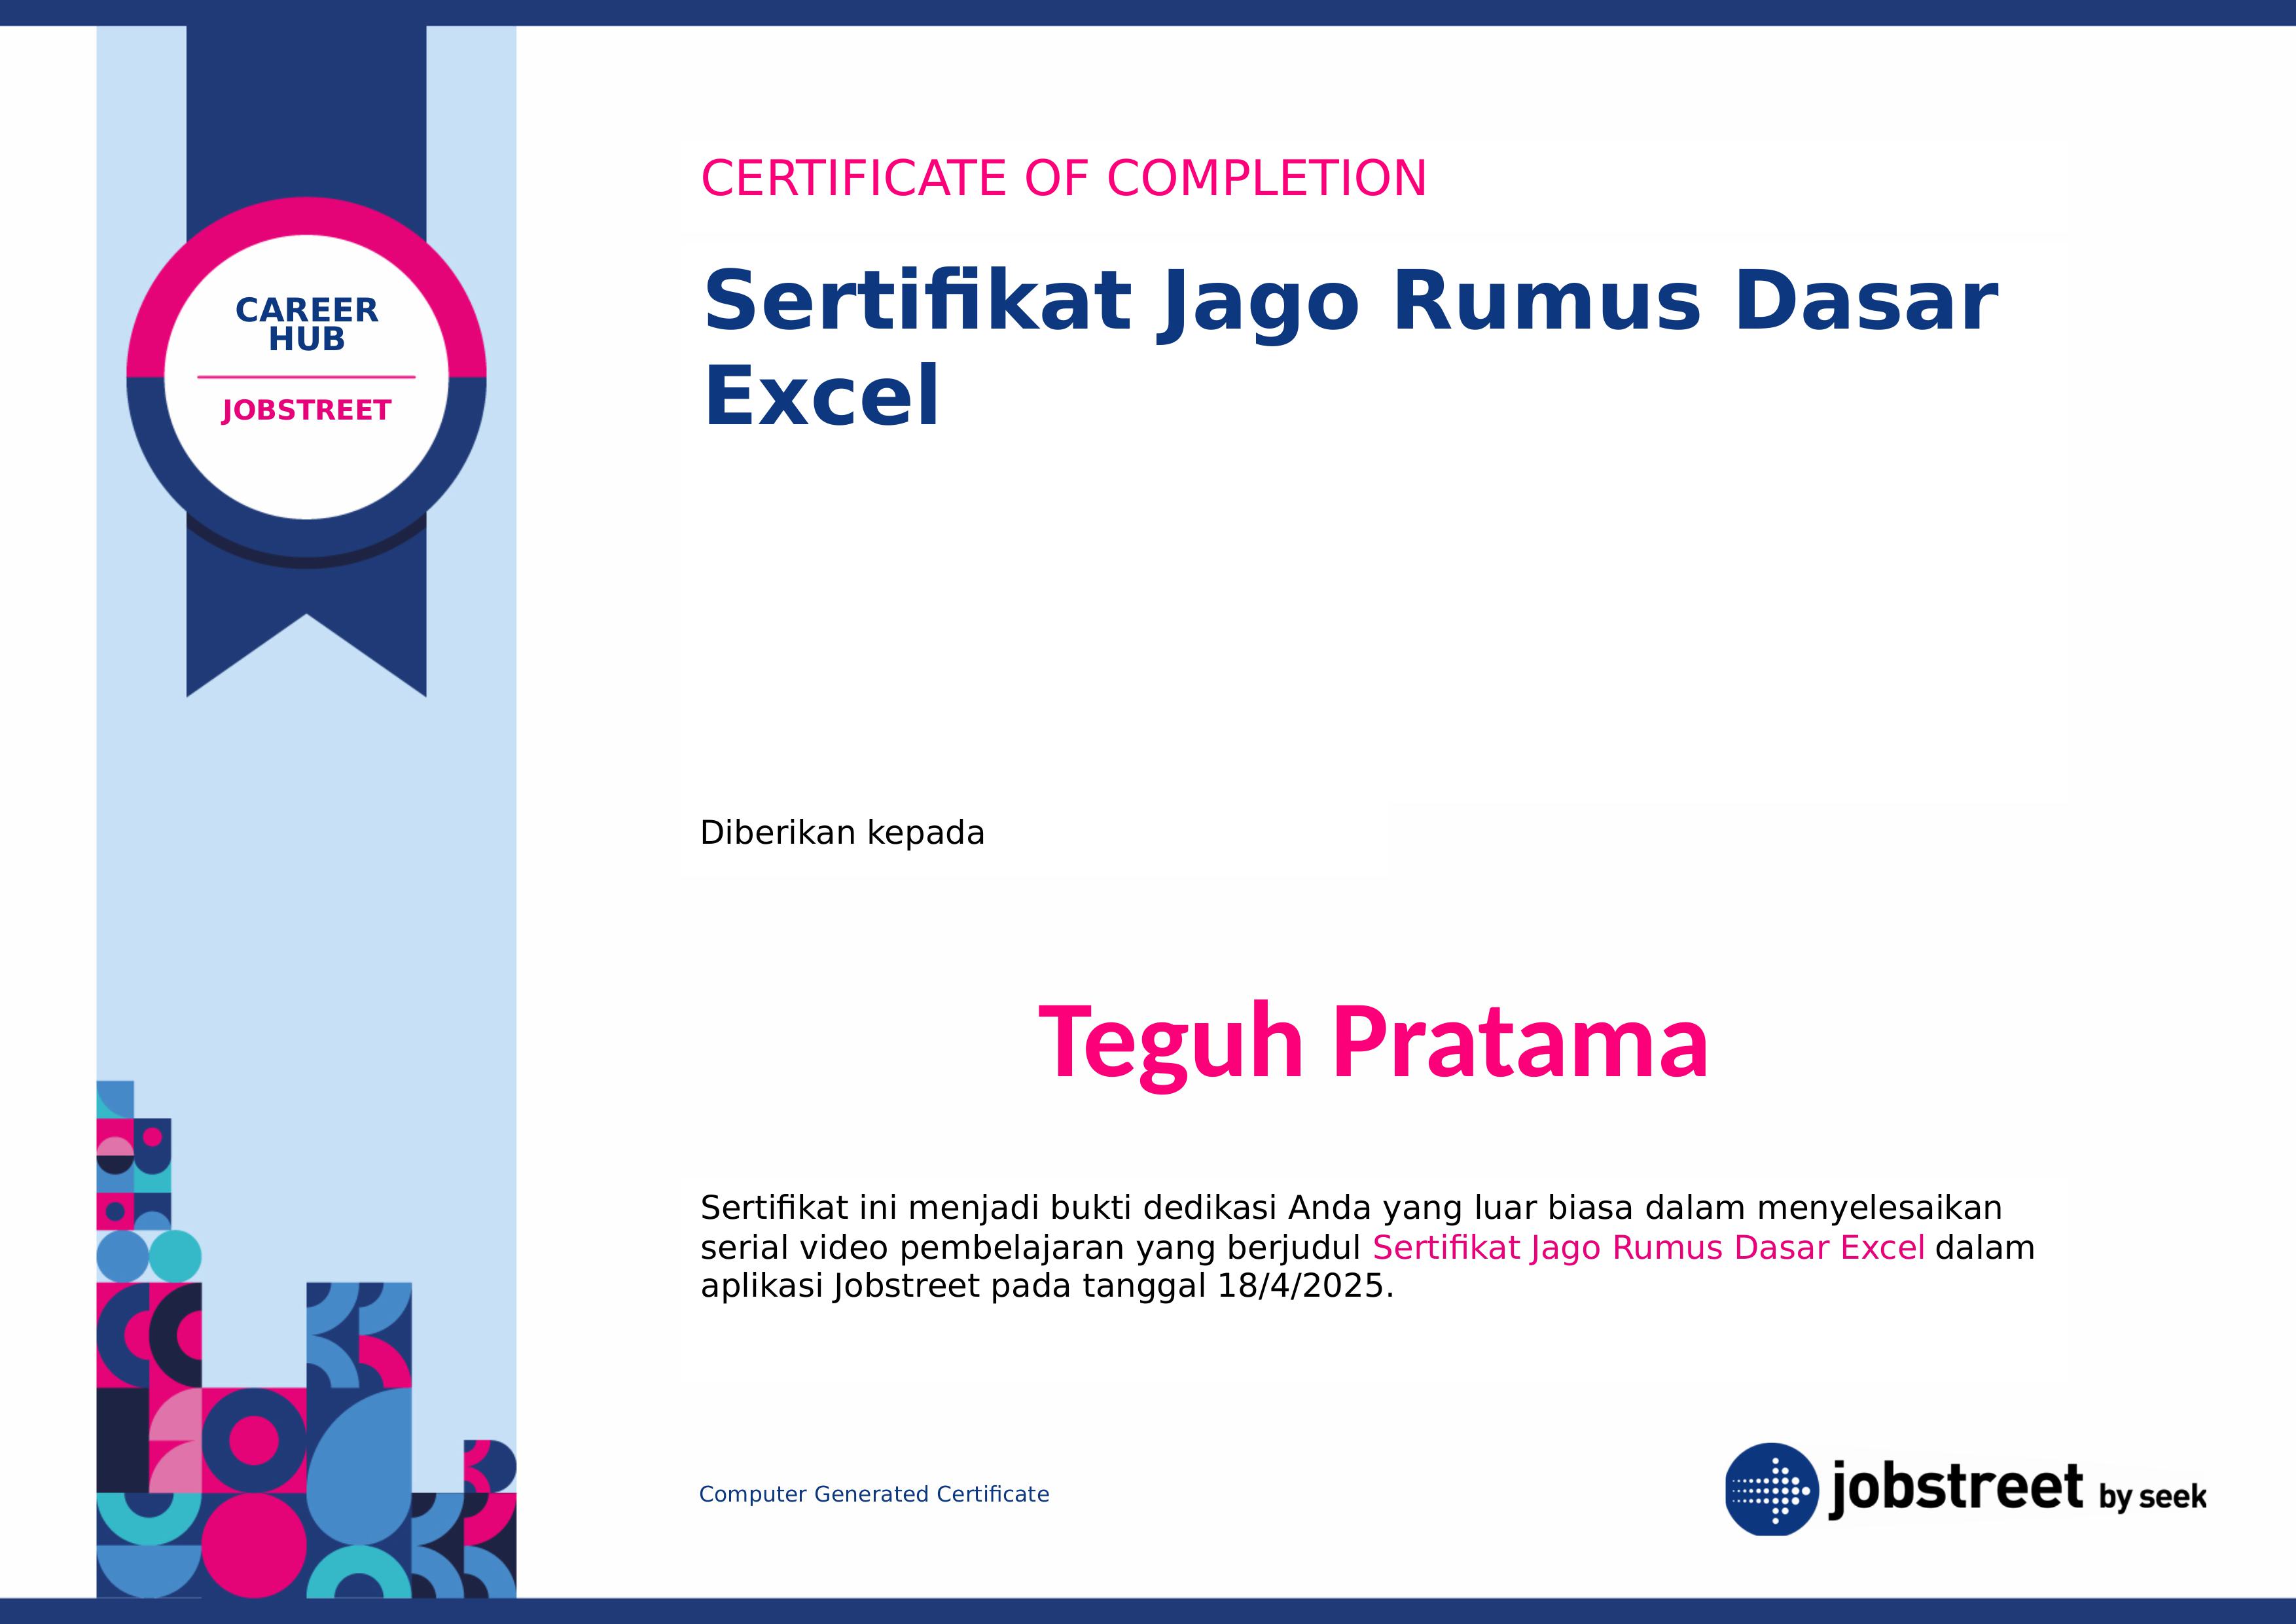 CERTIFICATE OF COMPLETION
Sertifikat Jago Rumus Dasar
Excel
CAREER
HUB
JOBSTREET
Diberikan kepada
Teguh Pratama
Sertifikat ini menjadi bukti dedikasi Anda yang luar biasa dalam menyelesaikan
serial video pembelajaran yang berjudul Sertifikat Jago Rumus Dasar Excel dalam
aplikasi Jobstreet pada tanggal 18/4/2025.
Computer Generated Certificate
jobstreet by seek